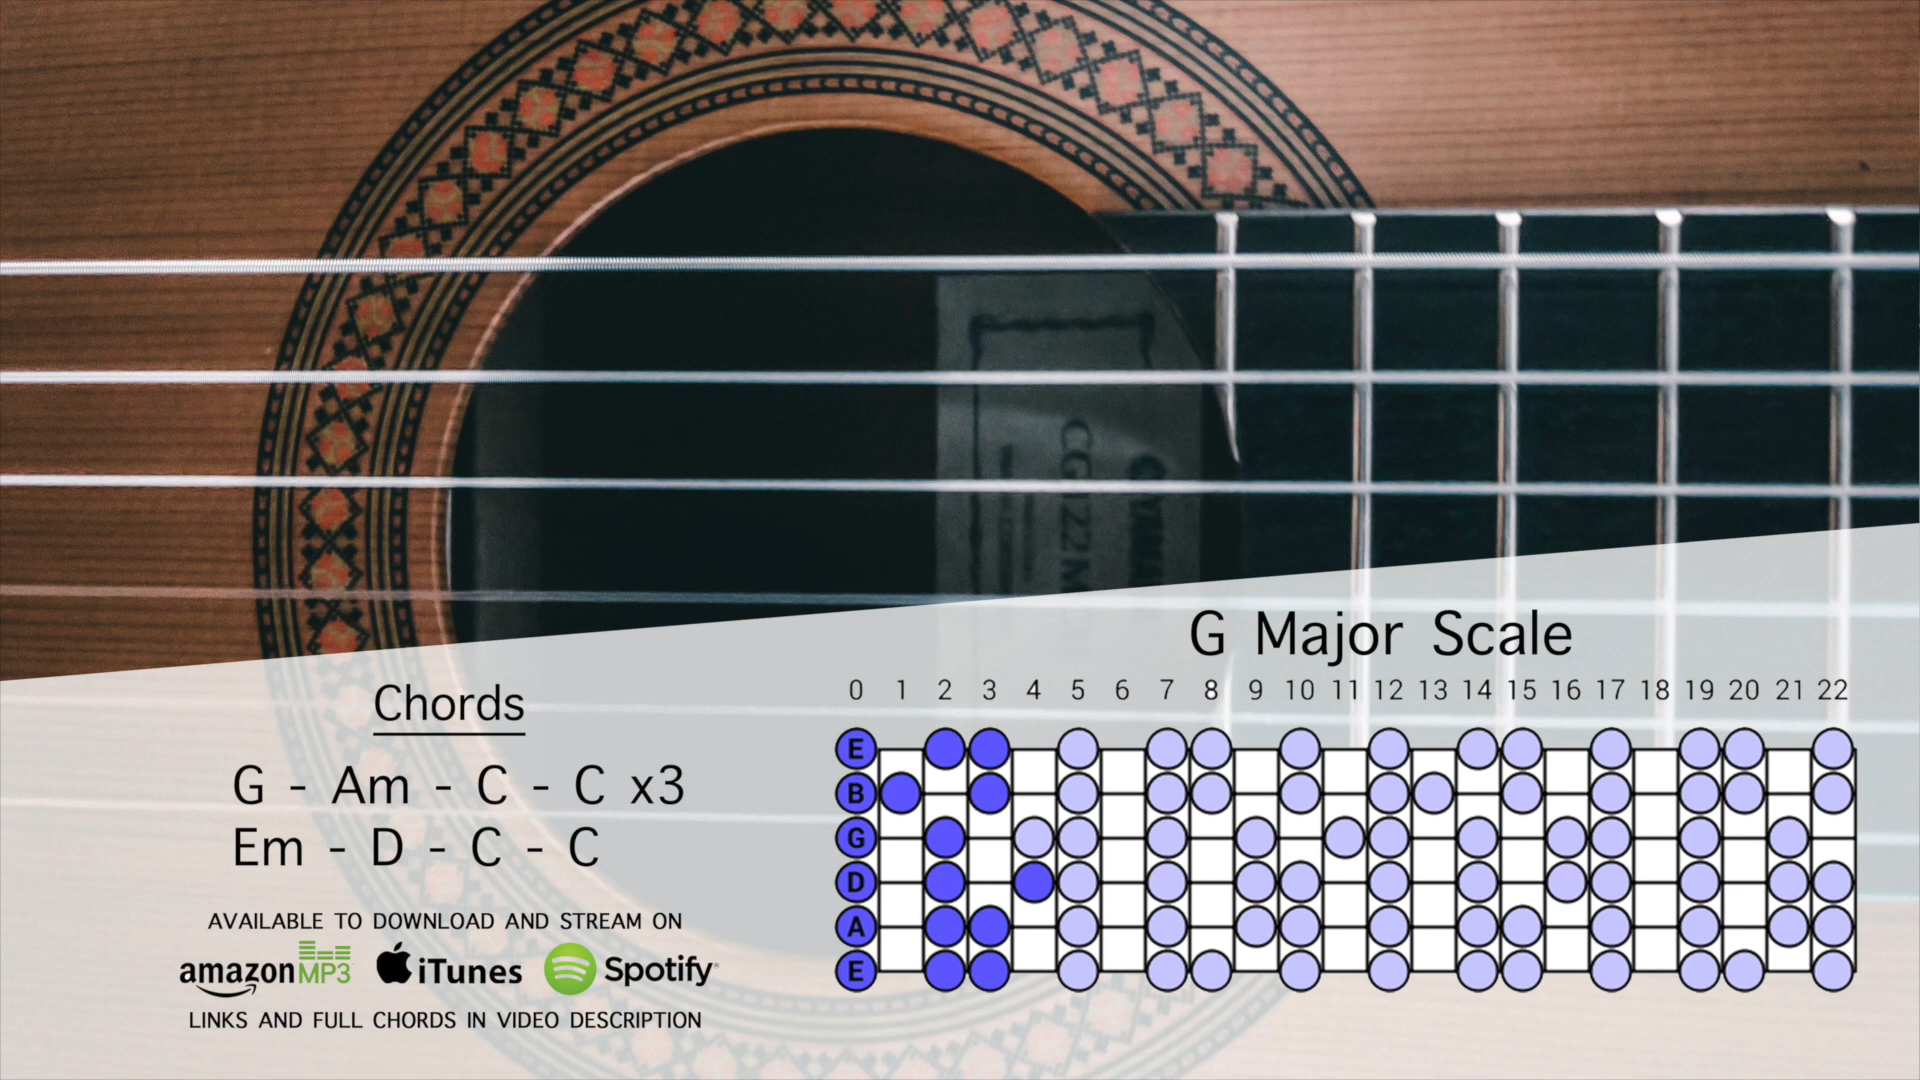 CG122M
YAMAHA
G Major Scale
0 1 2 3 4 5 6 7 8 9 10 11 12 13 14 15 16 17 18 19 20 21 22
E
B
G
D
A
E
Chords
G - Am - C - C x3
Em - D - C - C
AVAILABLE TO DOWNLOAD AND STREAM ON
amazonMP3 iTunes Spotify
LINKS AND FULL CHORDS IN VIDEO DESCRIPTION